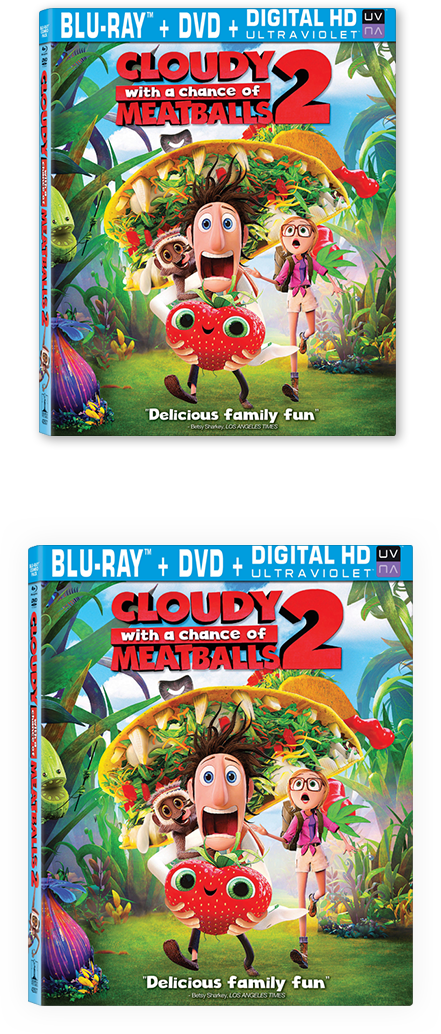 BLU-RAY™ + DVD + DIGITAL HD UV
ULTRAVIOLET™
CLOUDY
with a chance of
MEATBALLS 2
CLOUDY with a chance of MEATBALLS 2
"Delicious family fun"
- Betsy Sharkey, LOS ANGELES TIMES
BLU-RAY™ + DVD + DIGITAL HD UV
ULTRAVIOLET™
CLOUDY
with a chance of
MEATBALLS 2
CLOUDY with a chance of MEATBALLS 2
"Delicious family fun"
- Betsy Sharkey, LOS ANGELES TIMES